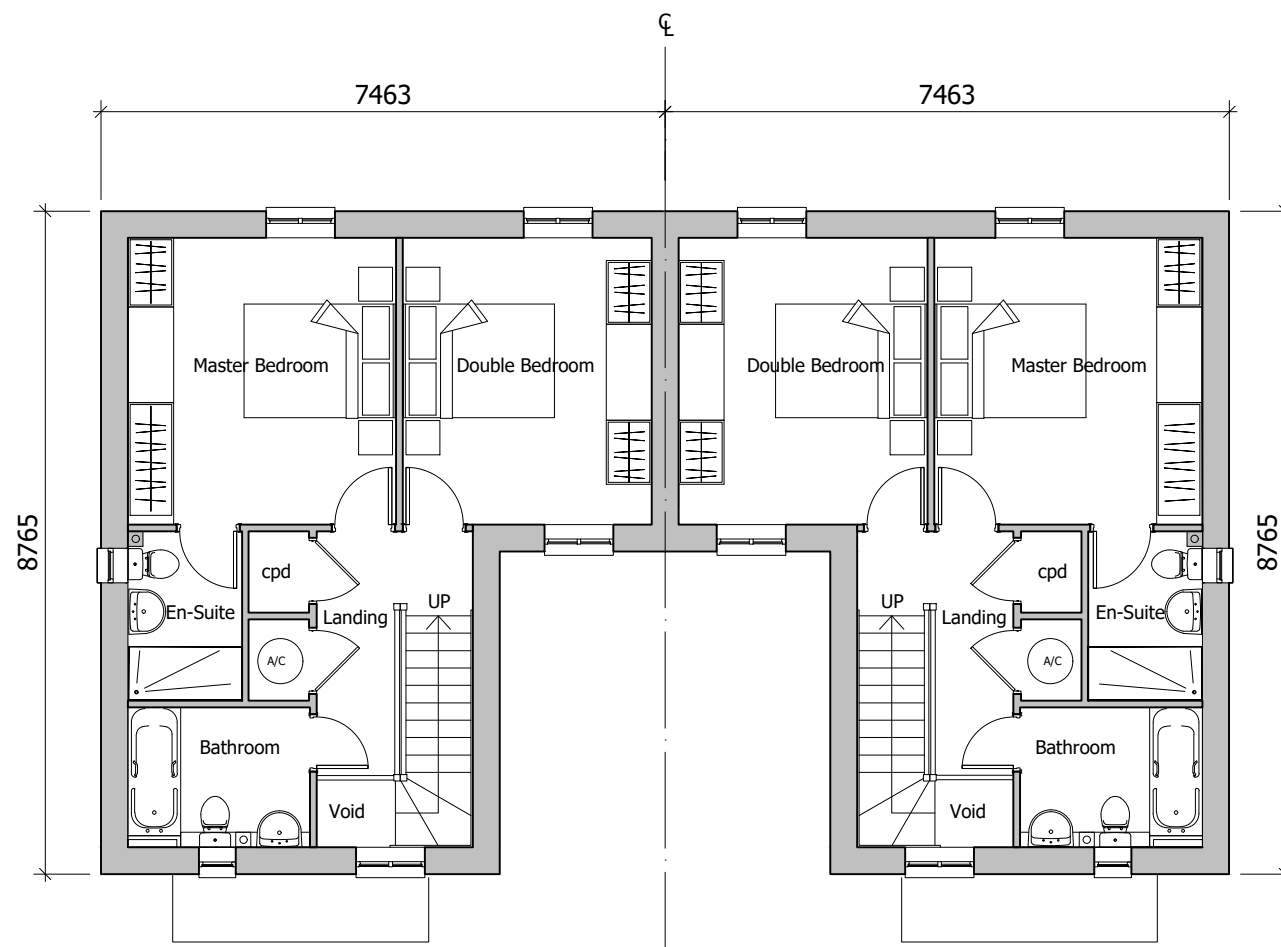 ℄
7463
7463
8765
8765
Master Bedroom
Double Bedroom
Double Bedroom
Master Bedroom
cpd
UP
En-Suite
Landing
A/C
Bathroom
Void
UP
cpd
Landing
En-Suite
A/C
Bathroom
Void